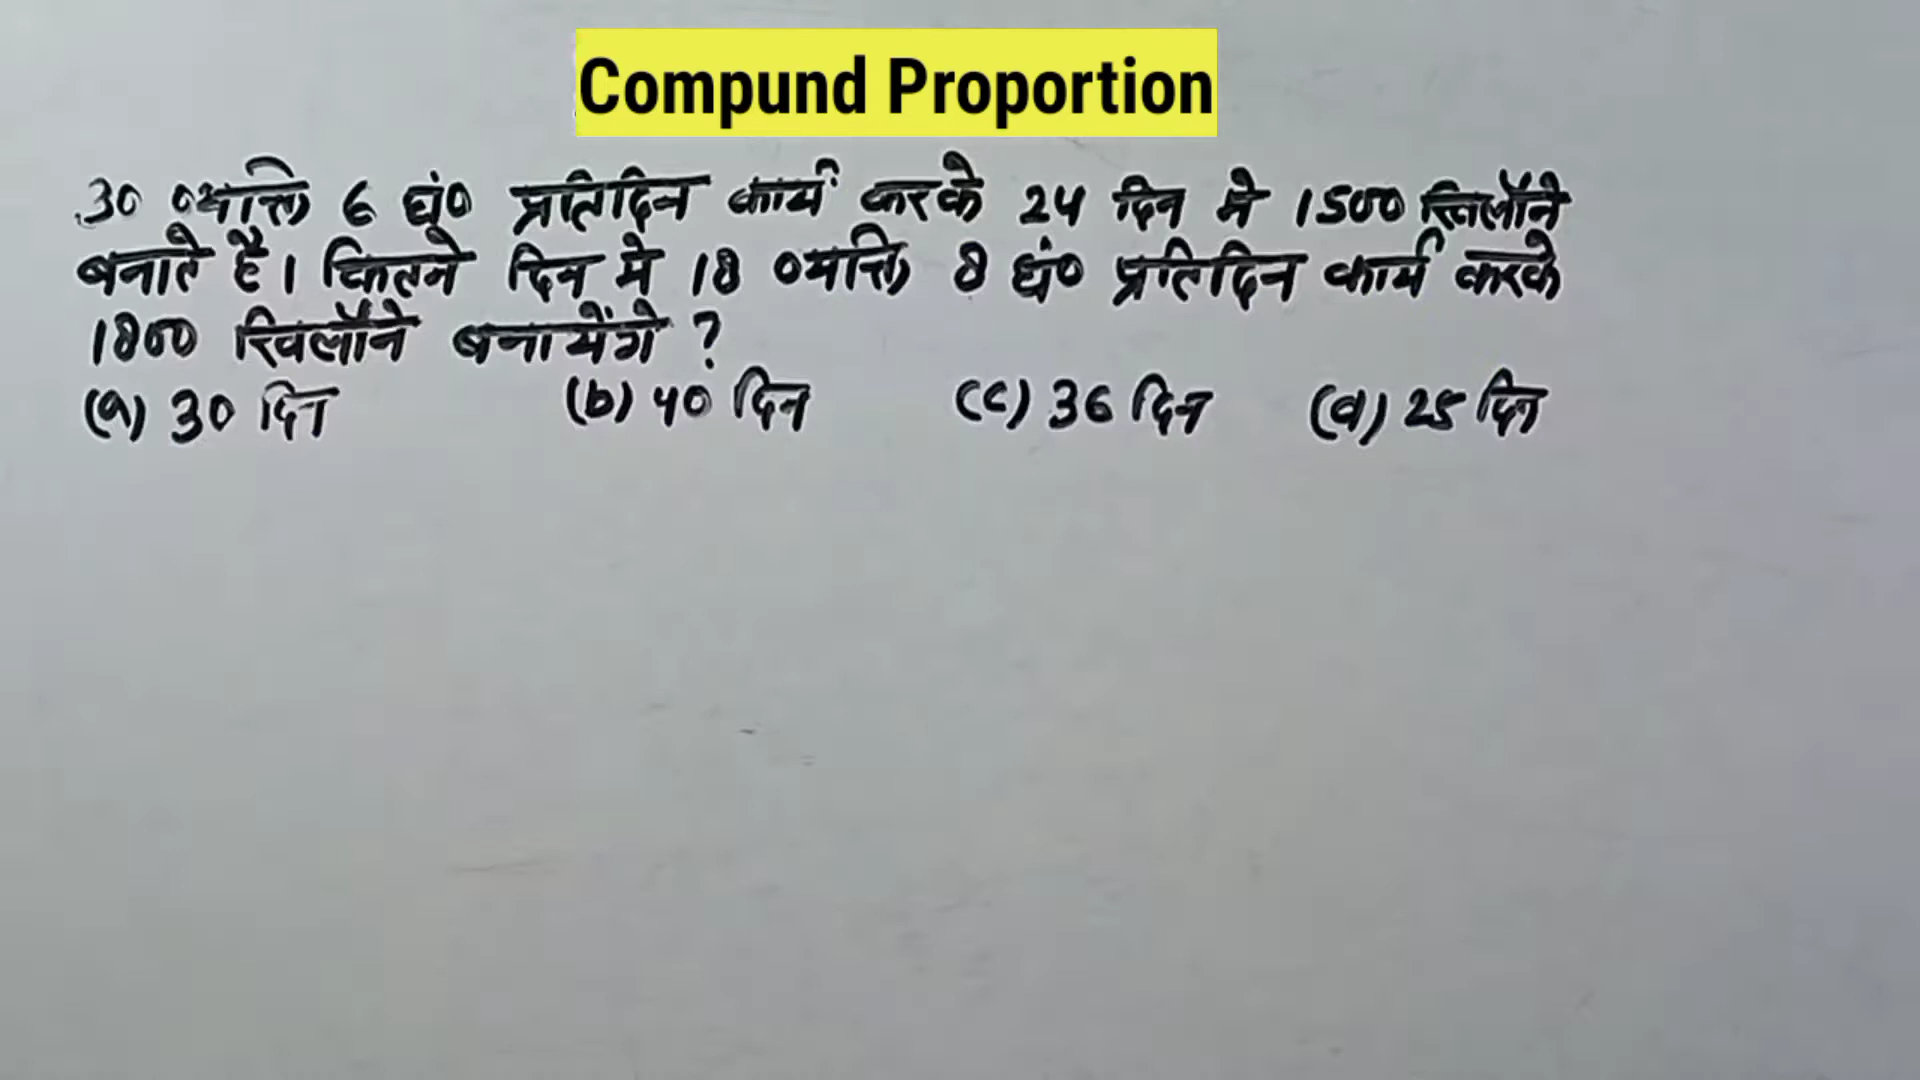 Compund Proportion
30 व्यक्ति 6 घं० प्रतिदिन कार्य करके 24 दिन मे 1500 खिलौने
बनाते है। कितने दिन मे 18 व्यक्ति 8 घं० प्रतिदिन कार्य करके
1800 खिलौने बनायेंगे ?
(a) 30 दिन (b) 40 दिन (c) 36 दिन (d) 25 दिन